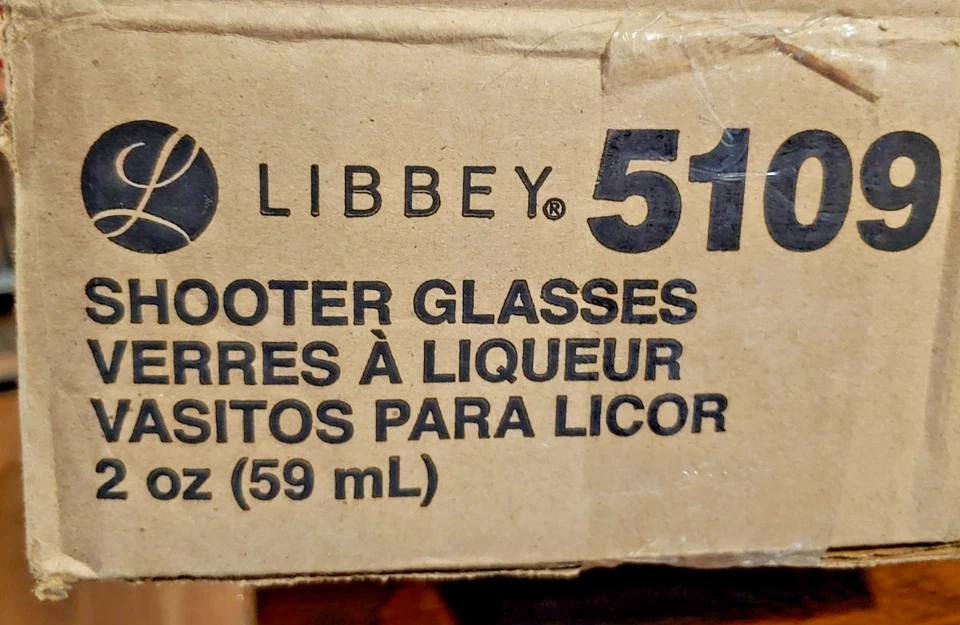 LIBBEY® 5109
SHOOTER GLASSES
VERRES À LIQUEUR
VASITOS PARA LICOR
2 oz (59 mL)